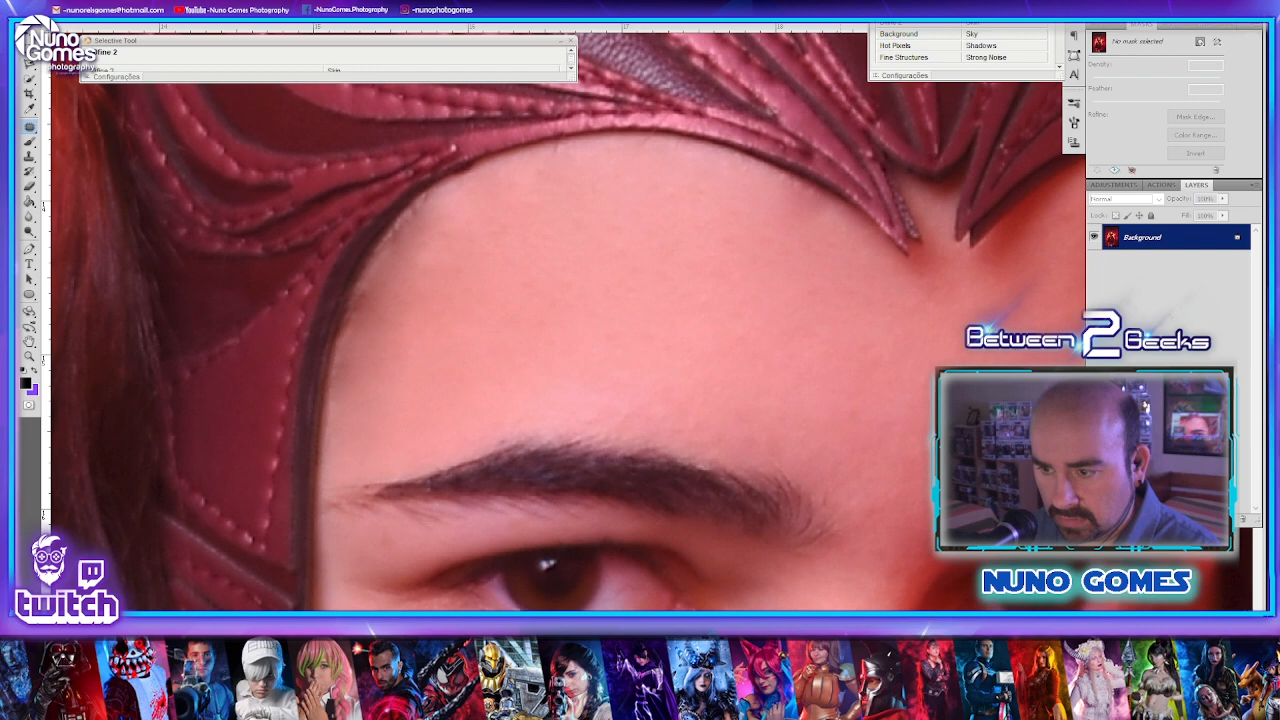 -nunoreisgomes@hotmail.com
YouTube -Nuno Gomes Photography
-NunoGomes.Photography
-nunophotogomes
Nuno
Gomes
photography
Selective Tool
Configurações
Background
Sky
Hot Pixels
Shadows
Fine Structures
Strong Noise
Configurações
MASKS
No mask selected
Density:
Feather:
Refine:
Mask Edge...
Color Range...
Invert
ADJUSTMENTS
ACTIONS
LAYERS
Normal
Opacity:
100%
Lock:
Fill:
100%
Background
Between 2 Geeks
NUNO GOMES
twitch